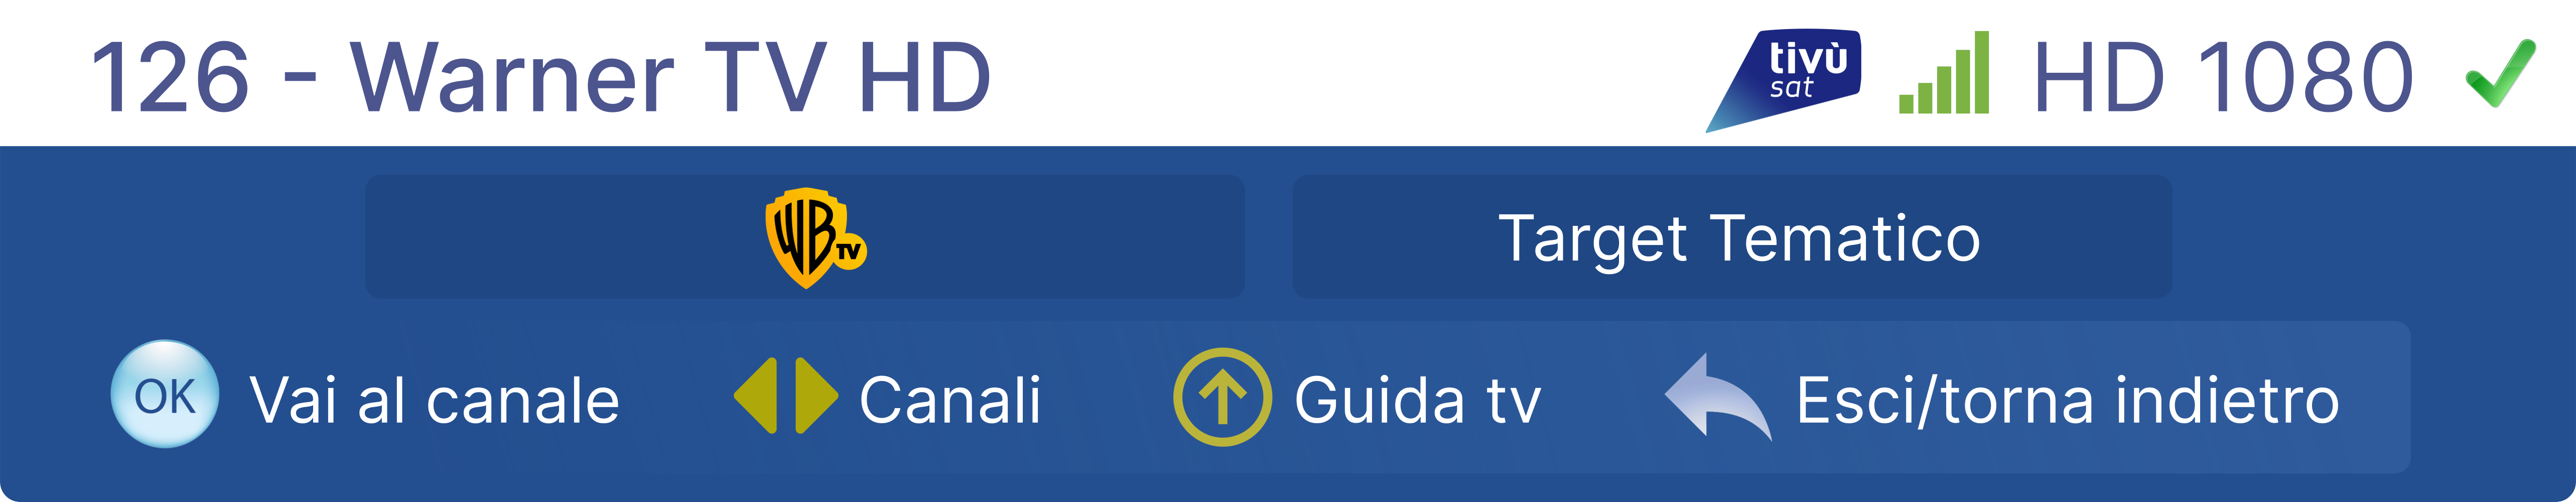 126 - Warner TV HD
tivù
sat
HD 1080
WB
TV
Target Tematico
OK Vai al canale
Canali
Guida tv
Esci/torna indietro